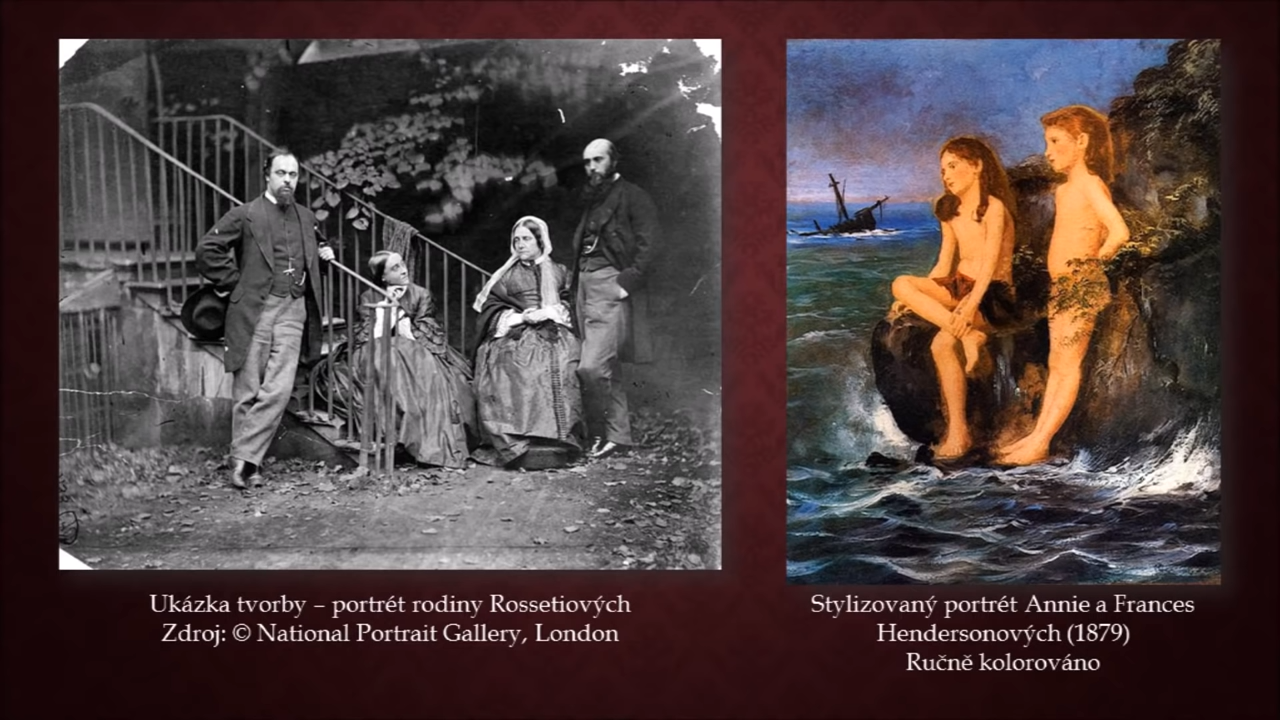 Ukázka tvorby – portrét rodiny Rossetiových
Zdroj: © National Portrait Gallery, London
Stylizovaný portrét Annie a Frances
Hendersonových (1879)
Ručně kolorováno